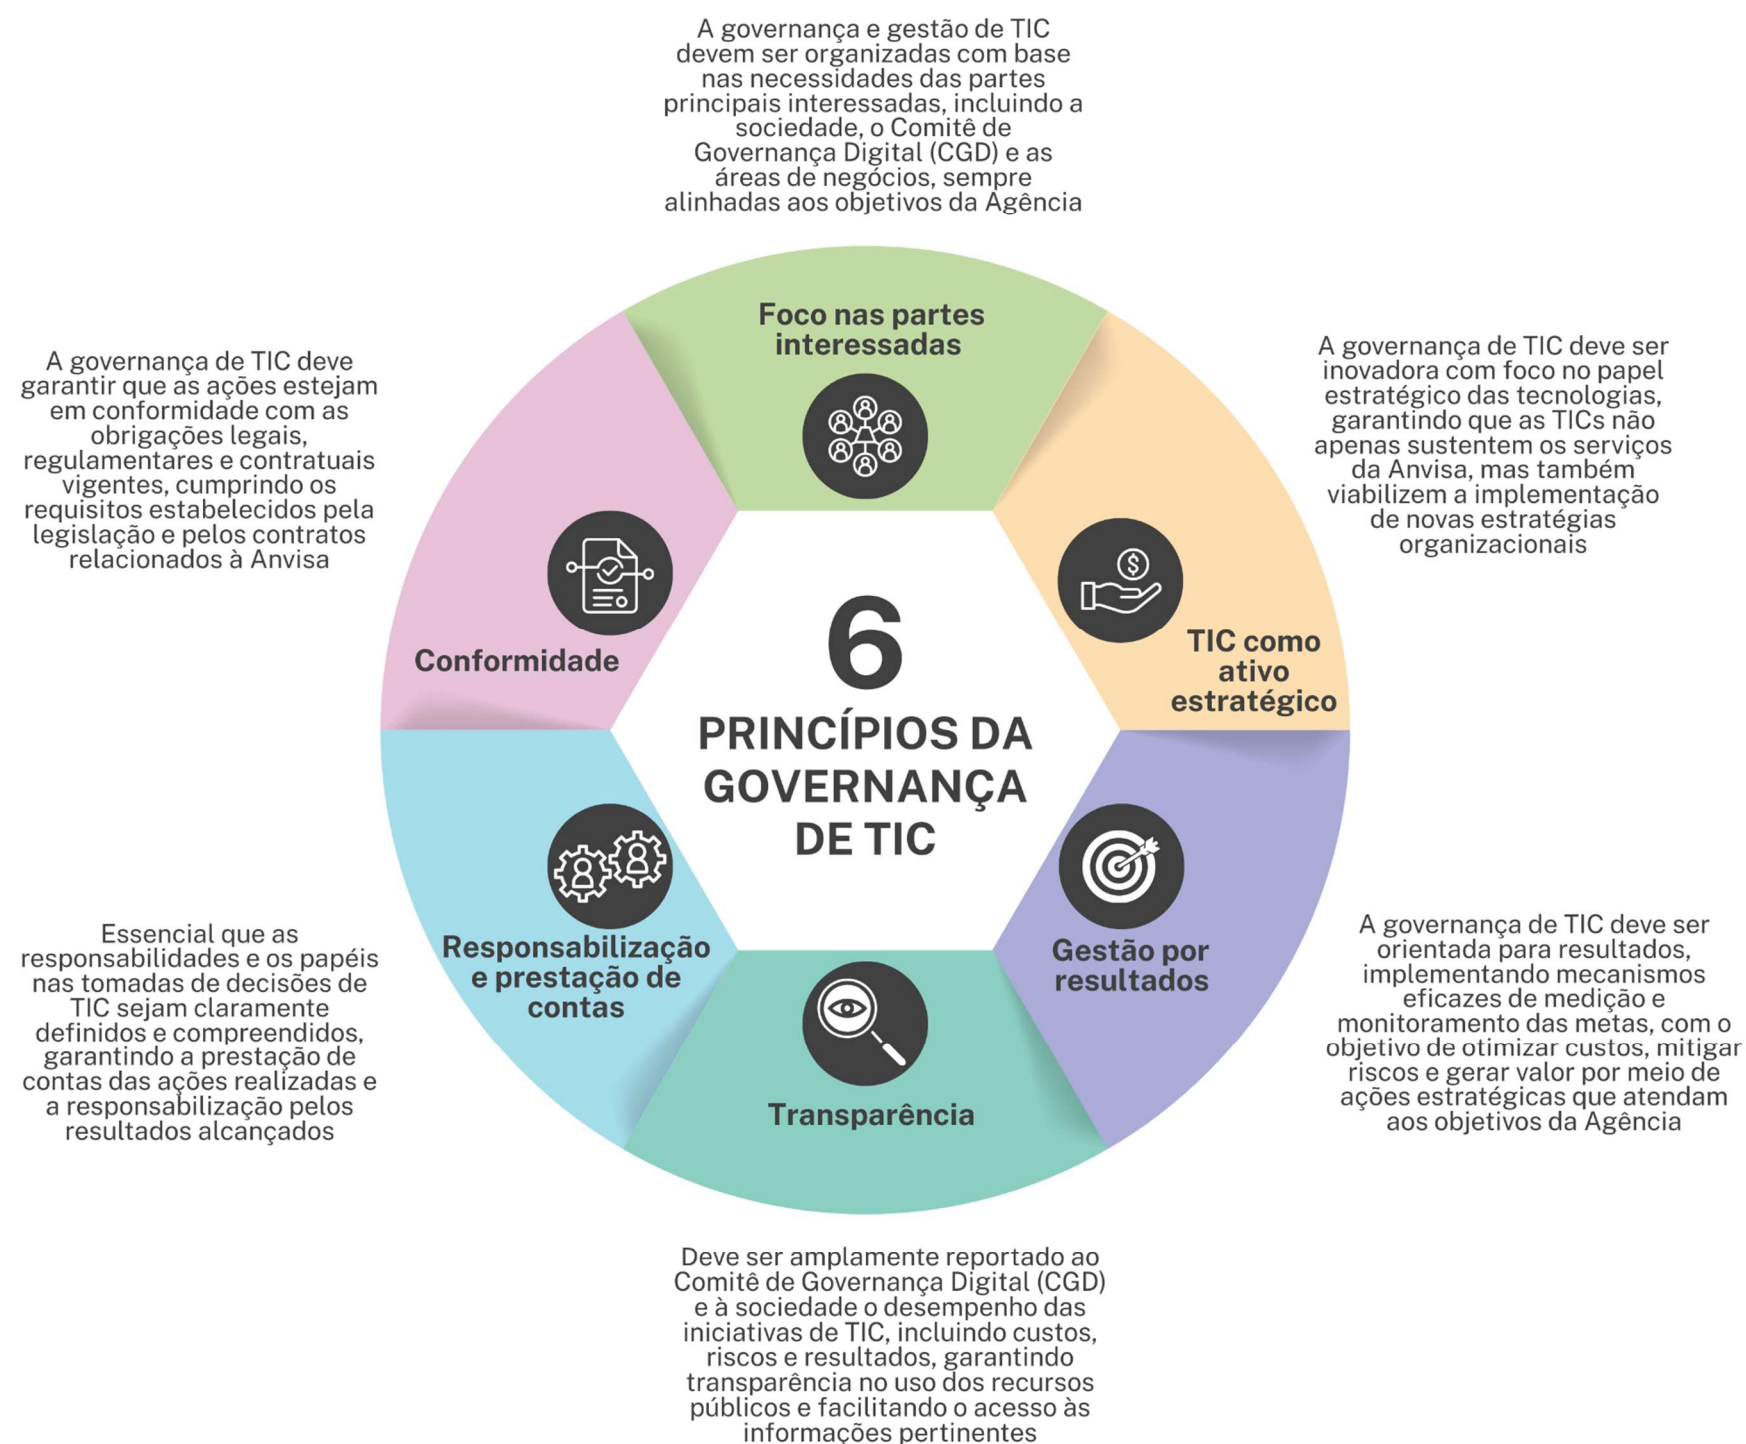 A governança e gestão de TIC
devem ser organizadas com base
nas necessidades das partes
principais interessadas, incluindo a
sociedade, o Comitê de
Governança Digital (CGD) e as
áreas de negócios, sempre
alinhadas aos objetivos da Agência
Foco nas partes
interessadas
A governança de TIC deve ser
inovadora com foco no papel
estratégico das tecnologias,
garantindo que as TICs não
apenas sustentem os serviços
da Anvisa, mas também
viabilizem a implementação
de novas estratégias
organizacionais
TIC como
ativo
estratégico
A governança de TIC deve ser
orientada para resultados,
implementando mecanismos
eficazes de medição e
monitoramento das metas, com o
objetivo de otimizar custos, mitigar
riscos e gerar valor por meio de
ações estratégicas que atendam
aos objetivos da Agência
Gestão por
resultados
Transparência
Deve ser amplamente reportado ao
Comitê de Governança Digital (CGD)
e à sociedade o desempenho das
iniciativas de TIC, incluindo custos,
riscos e resultados, garantindo
transparência no uso dos recursos
públicos e facilitando o acesso às
informações pertinentes
Essencial que as
responsabilidades e os papéis
nas tomadas de decisões de
TIC sejam claramente
definidos e compreendidos,
garantindo a prestação de
contas das ações realizadas e
a responsabilização pelos
resultados alcançados
Responsabilização
e prestação de
contas
A governança de TIC deve
garantir que as ações estejam
em conformidade com as
obrigações legais,
regulamentares e contratuais
vigentes, cumprindo os
requisitos estabelecidos pela
legislação e pelos contratos
relacionados à Anvisa
Conformidade
6
PRINCÍPIOS DA
GOVERNANÇA
DE TIC
$